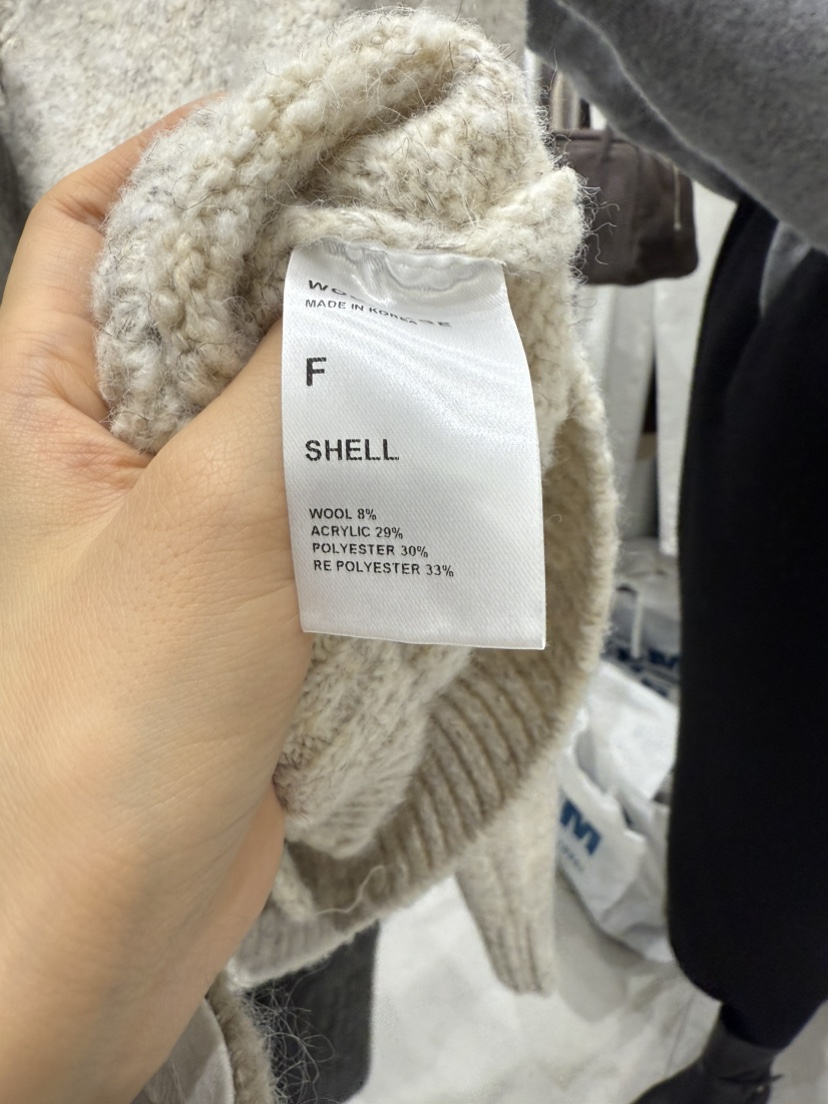 MADE IN KOREA
F
SHELL
WOOL 8%
ACRYLIC 29%
POLYESTER 30%
RE POLYESTER 33%
M